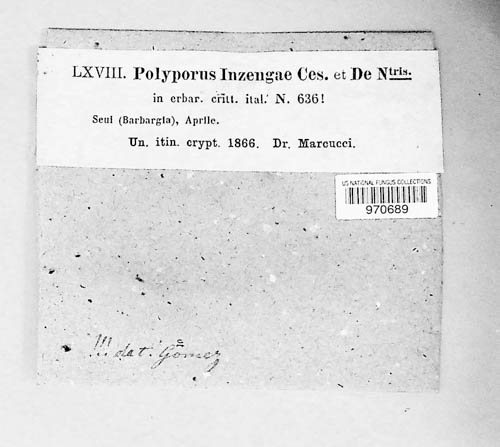 LXVIII. Polyporus Inzengae Ces. et De Ntris.
in erbar. critt. ital. N. 636!
Seui (Barbargia), Aprile.
Un. itin. crypt. 1866. Dr. Marcucci.
US NATIONAL FUNGUS COLLECTIONS
970689
!!! dat. Gomez